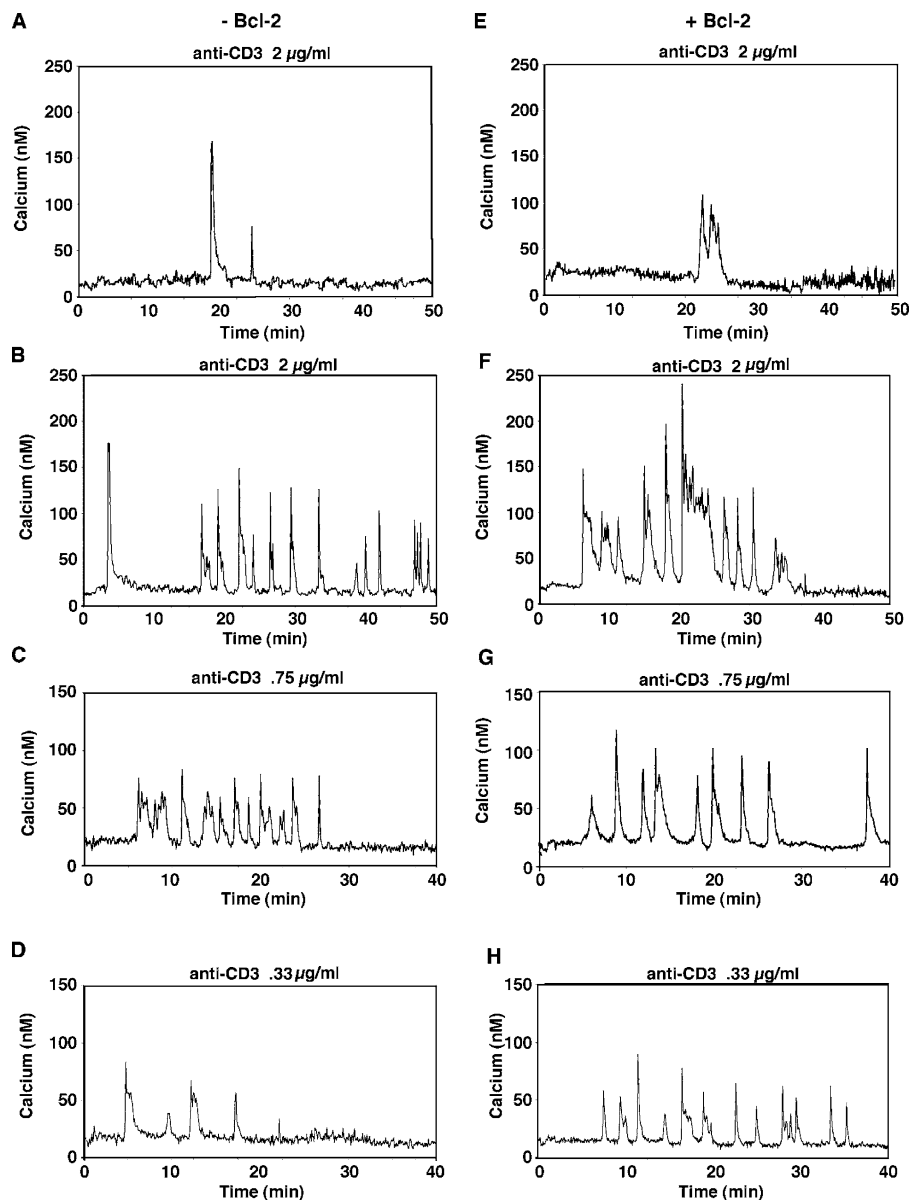 A
- Bcl-2
anti-CD3 2 µg/ml
250
200
150
100
50
0
Calcium (nM)
0 10 20 30 40 50
Time (min)
E
+ Bcl-2
anti-CD3 2 µg/ml
250
200
150
100
50
0
Calcium (nM)
0 10 20 30 40 50
Time (min)
B
anti-CD3 2 µg/ml
250
200
150
100
50
0
Calcium (nM)
0 10 20 30 40 50
Time (min)
F
anti-CD3 2 µg/ml
250
200
150
100
50
0
Calcium (nM)
0 10 20 30 40 50
Time (min)
C
anti-CD3 .75 µg/ml
150
100
50
0
Calcium (nM)
0 10 20 30 40
Time (min)
G
anti-CD3 .75 µg/ml
150
100
50
0
Calcium (nM)
0 10 20 30 40
Time (min)
D
anti-CD3 .33 µg/ml
150
100
50
0
Calcium (nM)
0 10 20 30 40
Time (min)
H
anti-CD3 .33 µg/ml
150
100
50
0
Calcium (nM)
0 10 20 30 40
Time (min)